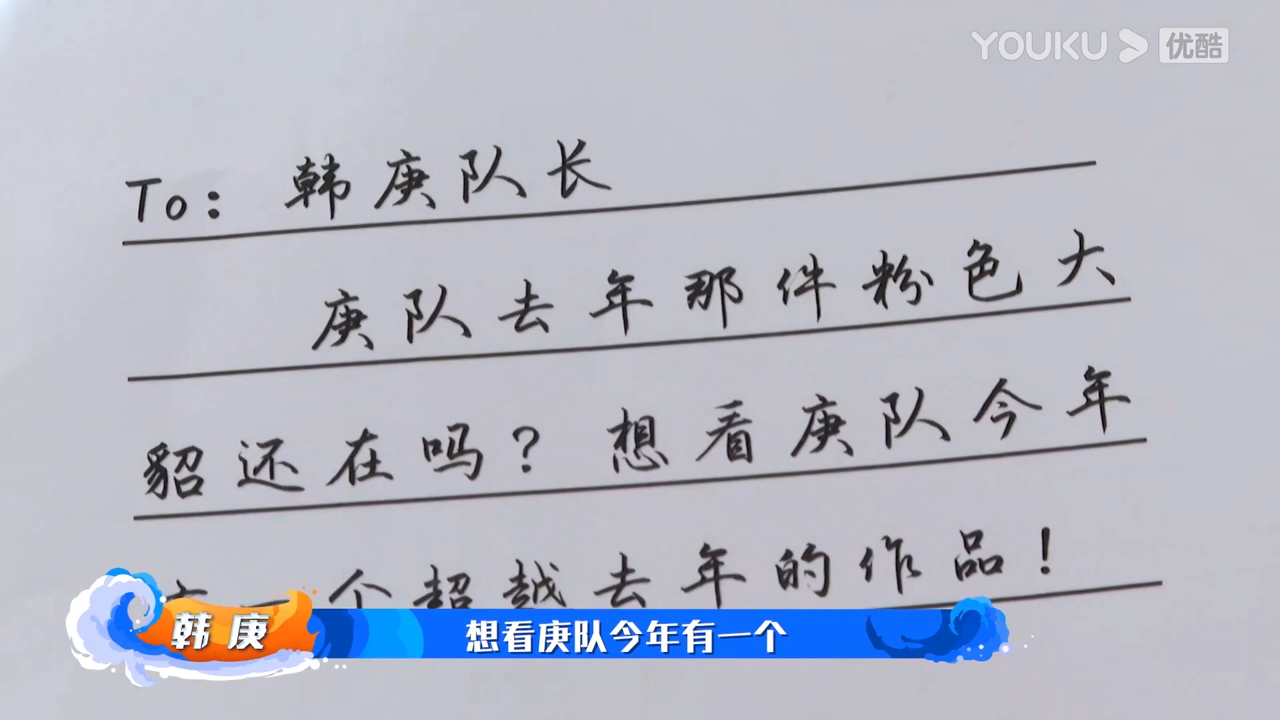 YOUKU 优酷
To: 韩庚队长
庚队去年那件粉色大
貂还在吗？想看庚队今年
有一个超越去年的作品！
韩庚
想看庚队今年有一个